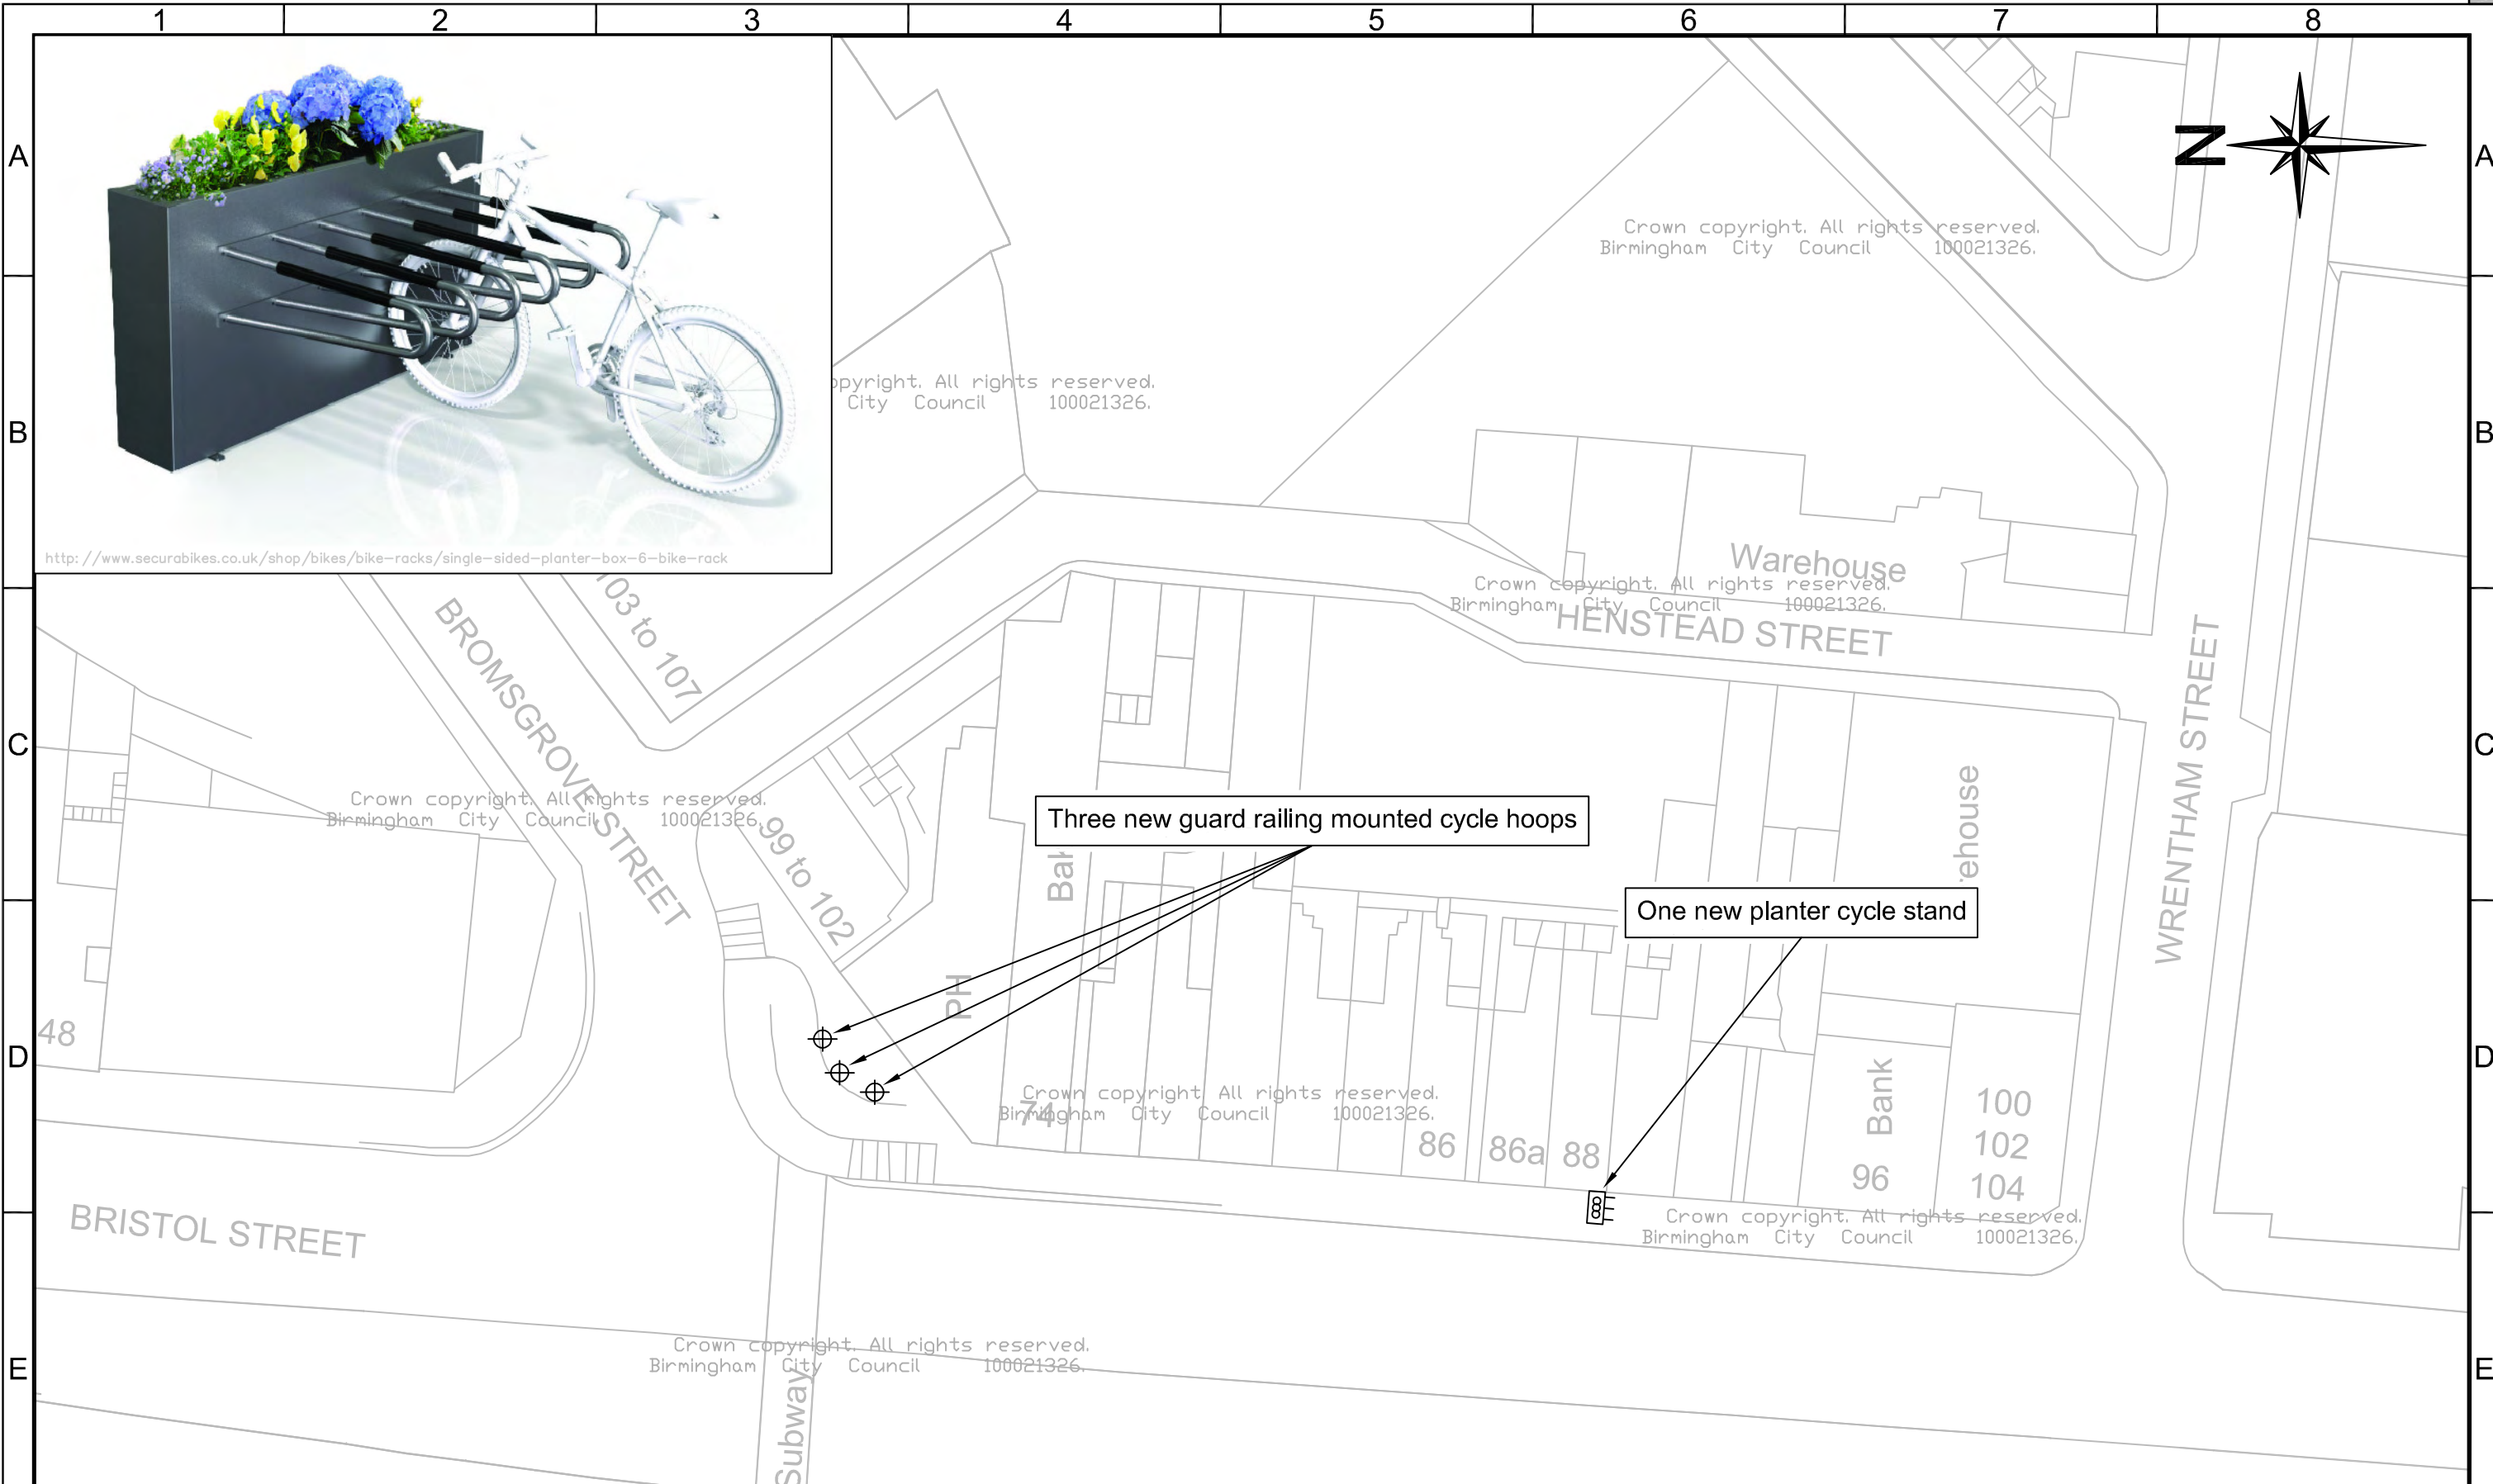 1 2 3 4 5 6 7 8
A A
N
Crown copyright. All rights reserved.
Birmingham City Council 100021326.
opyright. All rights reserved.
City Council 100021326.
B B
http://www.securabikes.co.uk/shop/bikes/bike-racks/single-sided-planter-box-6-bike-rack
Warehouse
Crown copyright. All rights reserved.
Birmingham City Council 100021326.
HENSTEAD STREET
103 to 107
BROMSGROVE STREET
WRENTHAM STREET
C C
Crown copyright. All rights reserved.
Birmingham City Council 100021326.
99 to 102
Three new guard railing mounted cycle hoops
ehouse
One new planter cycle stand
PH
48
D D
Crown copyright. All rights reserved.
Birmingham City Council 100021326.
74
86
86a
88
Bank
96
100
102
104
BRISTOL STREET
Crown copyright. All rights reserved.
Birmingham City Council 100021326.
Crown copyright. All rights reserved.
Birmingham City Council 100021326.
E E
Subway